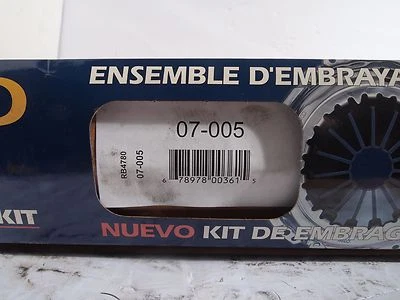 ENSEMBLE D'EMBRAYA
O
07-005
RB4780
07-005
6 78978 00361 5
KIT
NUEVO KIT DE EMBRAG